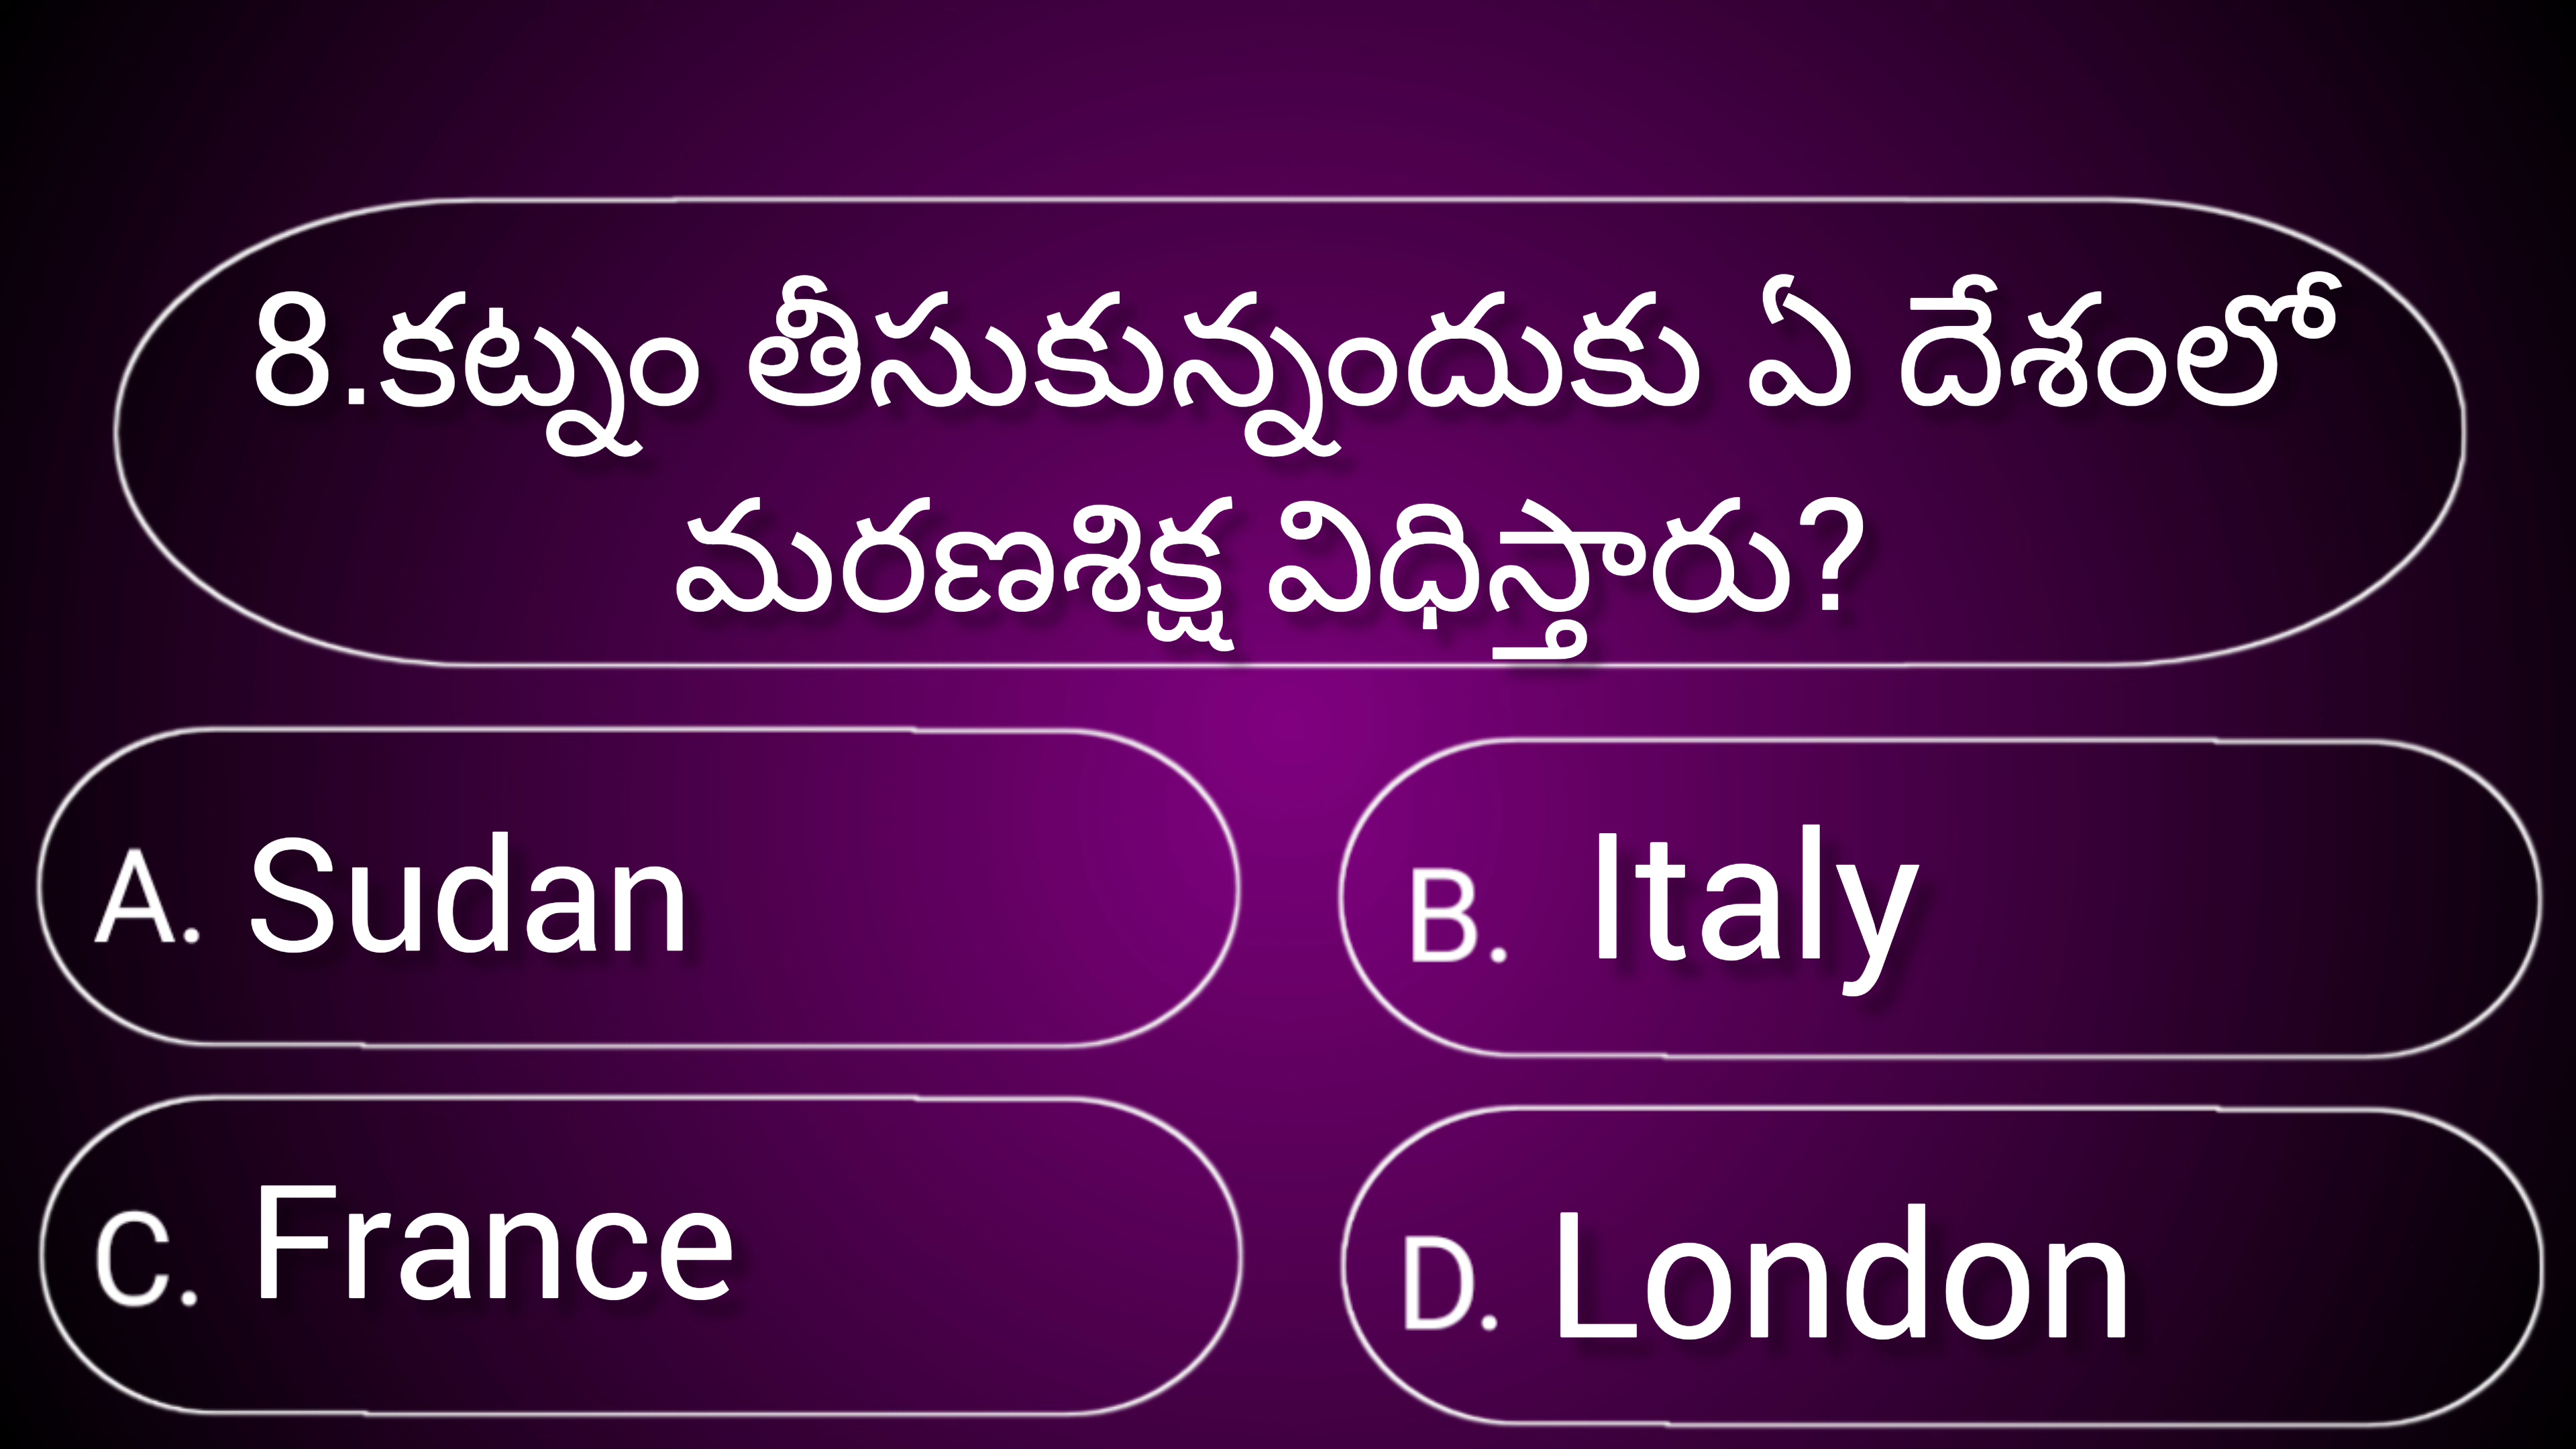 8.కట్నం తీసుకున్నందుకు ఏ దేశంలో
మరణశిక్ష విధిస్తారు?
A. Sudan
B. Italy
C. France
D. London